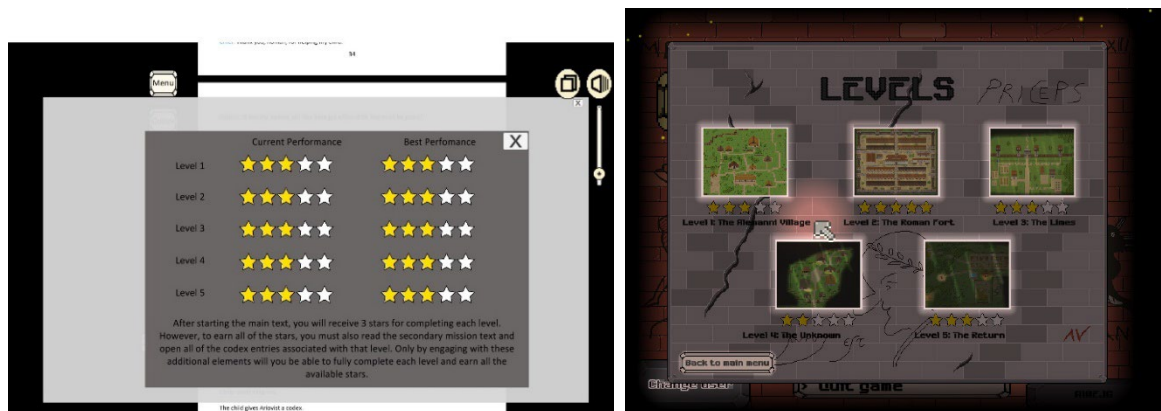 34
Menu
X
X
Current Performance Best Perfomance
Level 1
Level 2
Level 3
Level 4
Level 5
After starting the main text, you will receive 3 stars for completing each level.
However, to earn all of the stars, you must also read the secondary mission text and
open all of the codex entries associated with that level. Only by engaging with these
additional elements will you be able to fully complete each level and earn all the
available stars.
The child gives Ariovist a codex
LEVELS
PRICEPS
Level 1: The Alemanni Village
Level 2: The Roman Fort
Level 3: The Limes
Level 4: The Unknown
Level 5: The Return
AV
Back to main menu
Change user
Quit game